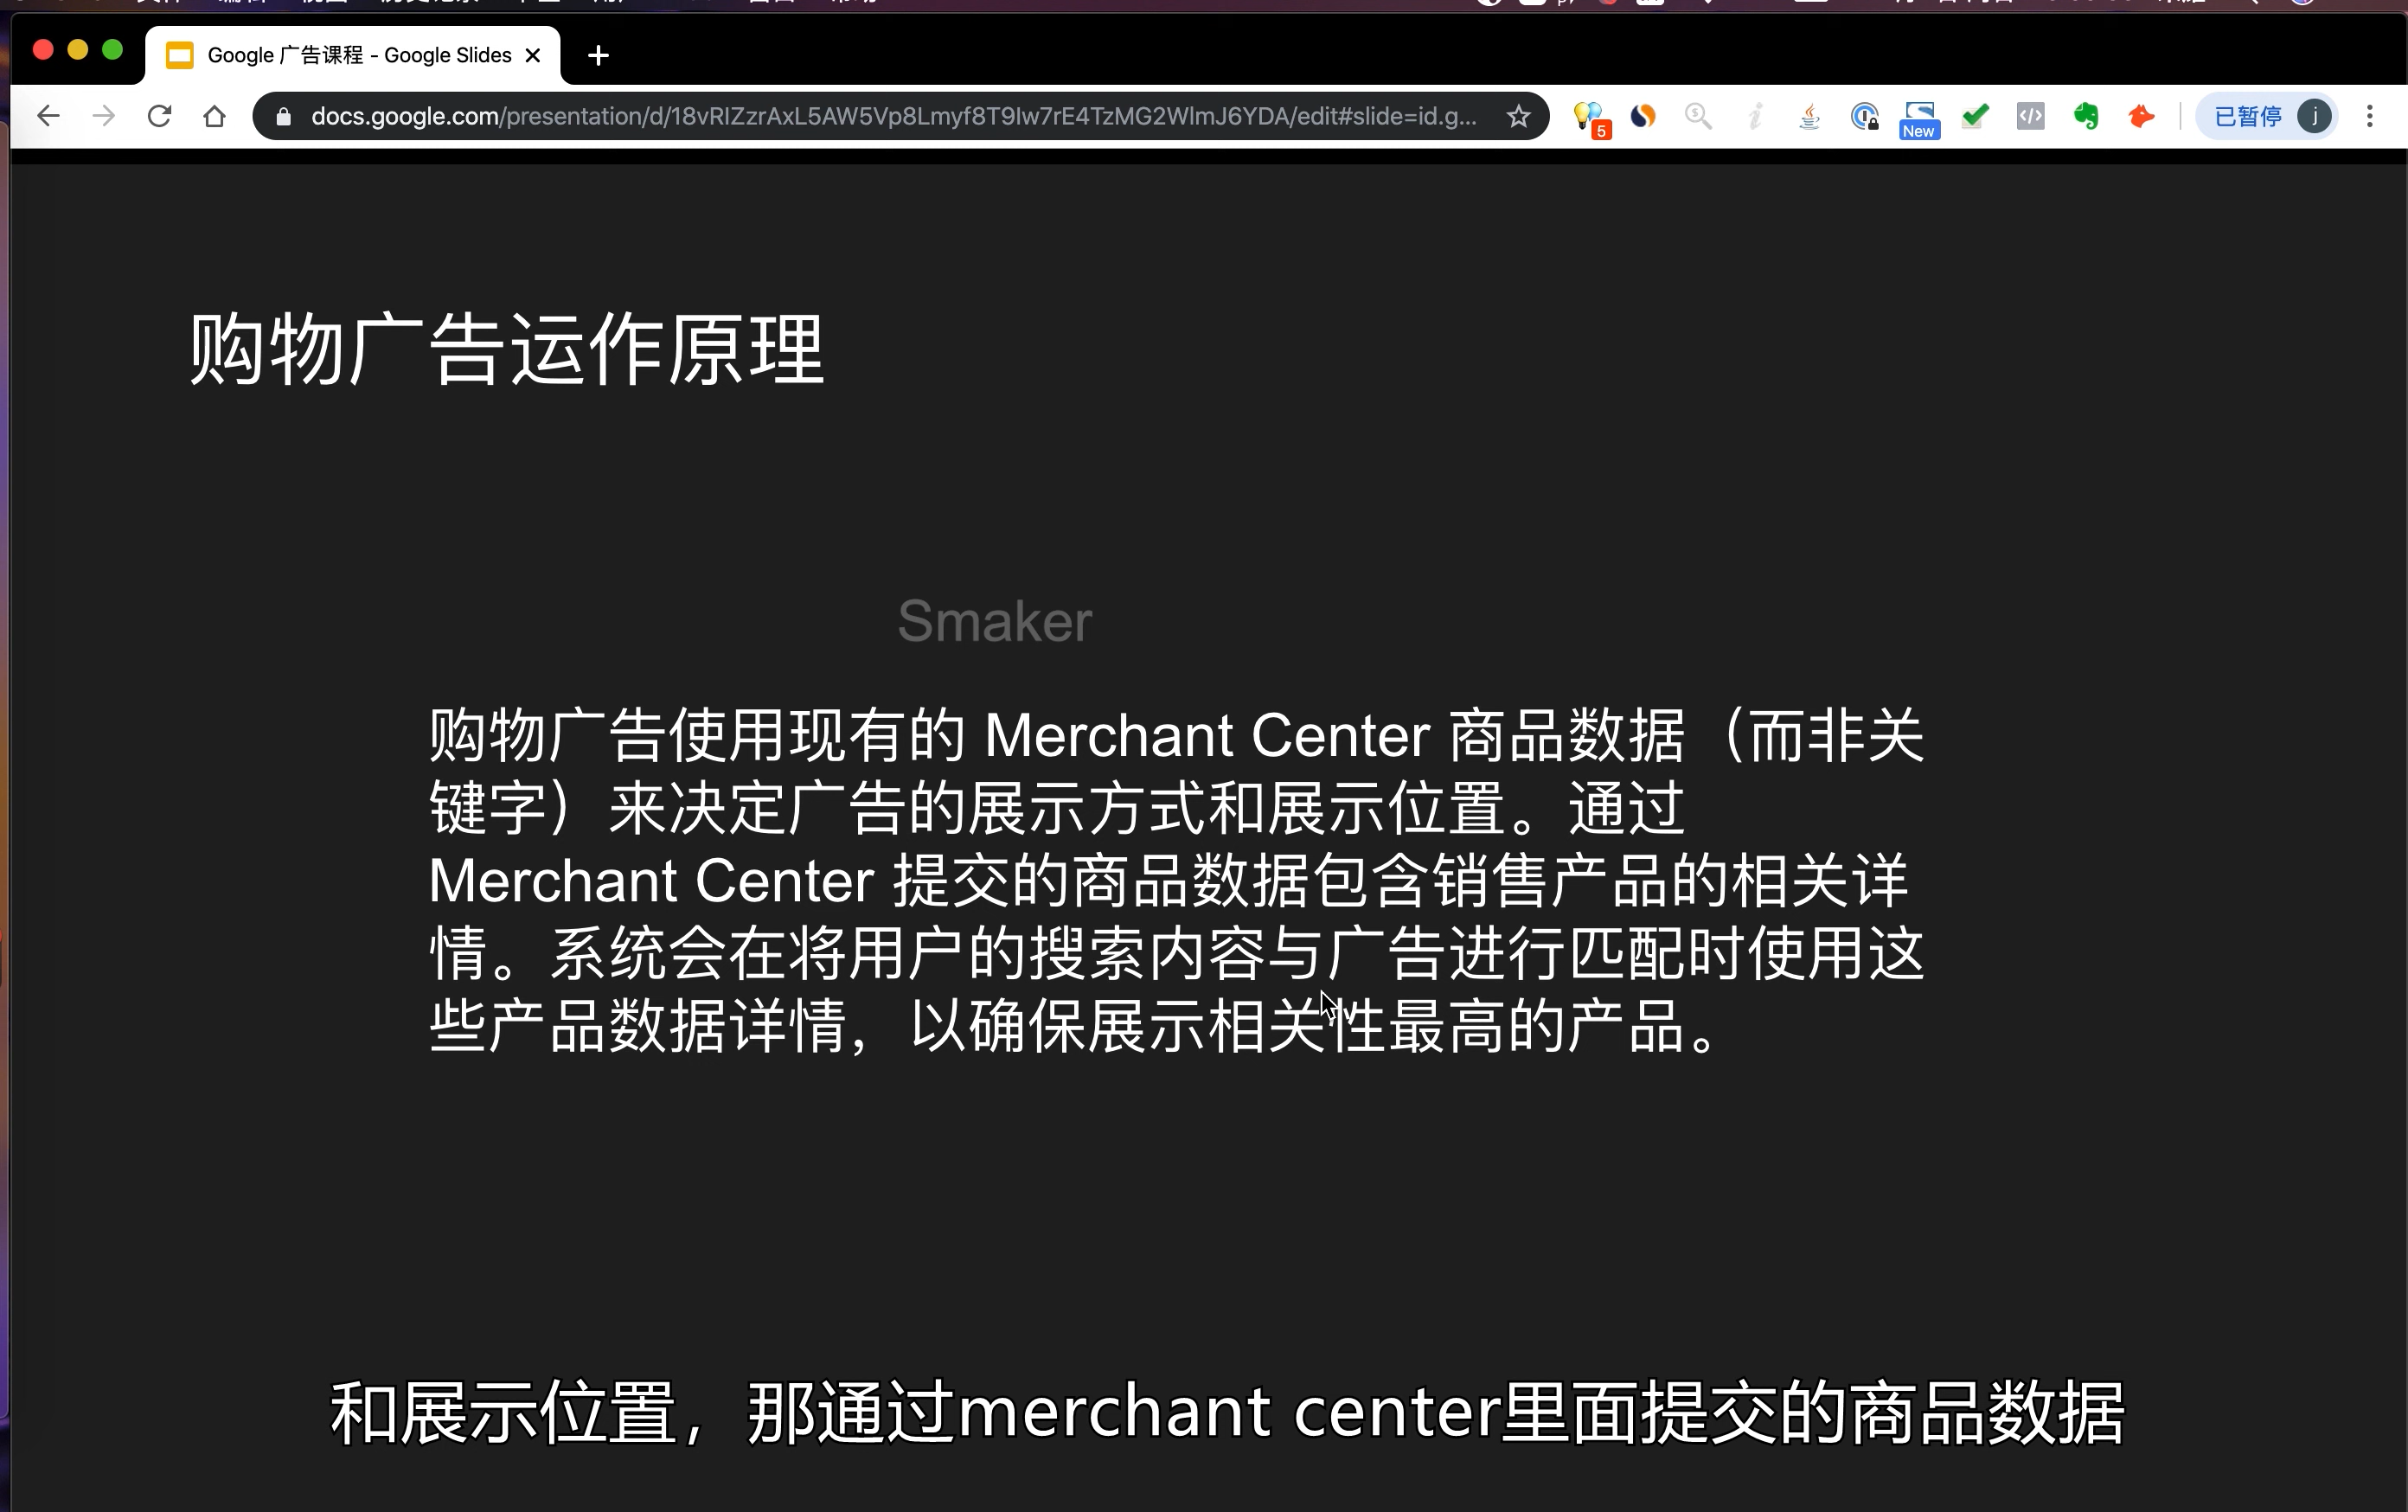 Google 广告课程 - Google Slides
docs.google.com/presentation/d/18vRIZzrAxL5AW5Vp8Lmyf8T9Iw7rE4TzMG2WlmJ6YDA/edit#slide=id.g...
5
New
已暂停
j
购物广告运作原理
Smaker
购物广告使用现有的 Merchant Center 商品数据（而非关
键字）来决定广告的展示方式和展示位置。通过
Merchant Center 提交的商品数据包含销售产品的相关详
情。系统会在将用户的搜索内容与广告进行匹配时使用这
些产品数据详情，以确保展示相关性最高的产品。
和展示位置，那通过merchant center里面提交的商品数据